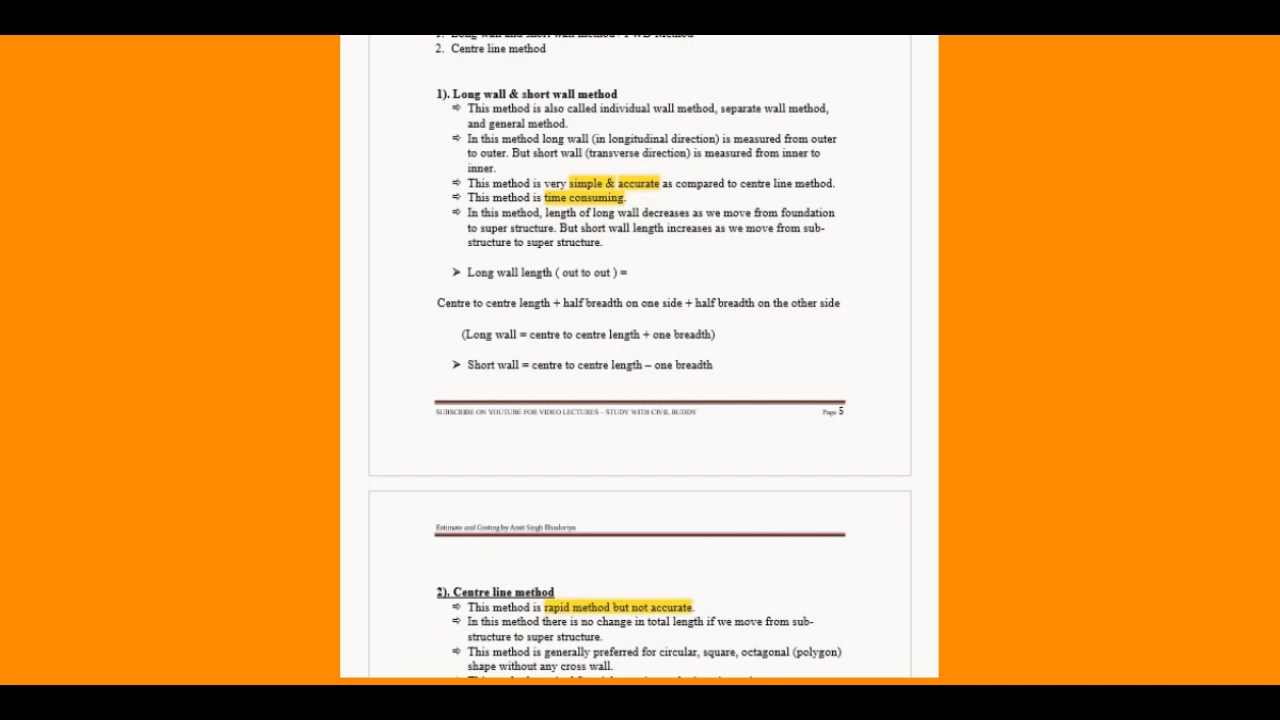 1. Long wall and short wall method / PWD Method
2. Centre line method
1). Long wall & short wall method
⇨ This method is also called individual wall method, separate wall method,
and general method.
⇨ In this method long wall (in longitudinal direction) is measured from outer
to outer. But short wall (transverse direction) is measured from inner to
inner.
⇨ This method is very simple & accurate as compared to centre line method.
⇨ This method is time consuming.
⇨ In this method, length of long wall decreases as we move from foundation
to super structure. But short wall length increases as we move from sub-
structure to super structure.
➢ Long wall length ( out to out ) =
Centre to centre length + half breadth on one side + half breadth on the other side
(Long wall = centre to centre length + one breadth)
➢ Short wall = centre to centre length – one breadth
SUBSCRIBE ON YOUTUBE FOR VIDEO LECTURES – STUDY WITH CIVIL BUDDY Page 5
Estimate and Costing by Amit Singh Bhadoriya
2). Centre line method
⇨ This method is rapid method but not accurate.
⇨ In this method there is no change in total length if we move from sub-
structure to super structure.
⇨ This method is generally preferred for circular, square, octagonal (polygon)
shape without any cross wall.